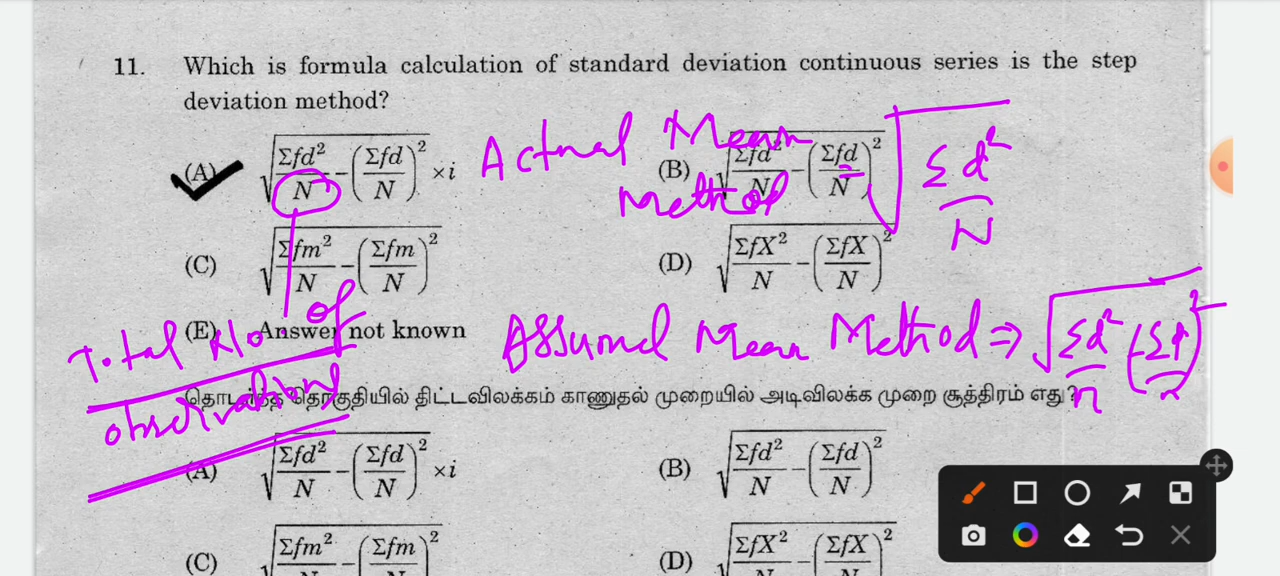 11. Which is formula calculation of standard deviation continuous series is the step
deviation method?
(A) √ Σfd²/N − (Σfd/N)² ×i
Actual Mean
Method
(B) √ Σfd²/N − (Σfd/N)²
√ Σd²/N
(C) √ Σfm²/N − (Σfm/N)²
(D) √ ΣfX²/N − (ΣfX/N)²
(E) Answer not known
Total No of
observation
Assumed Mean Method ⇒ √ Σd²/n − (Σd/n)²
தொடர்ந்த தொகுதியில் திட்டவிலக்கம் காணுதல் முறையில் அடிவிலக்க முறை சூத்திரம் எது?
(A) √ Σfd²/N − (Σfd/N)² ×i
(B) √ Σfd²/N − (Σfd/N)²
(C) √ Σfm²/N − (Σfm/N)²
(D) √ ΣfX²/N − (ΣfX/N)²